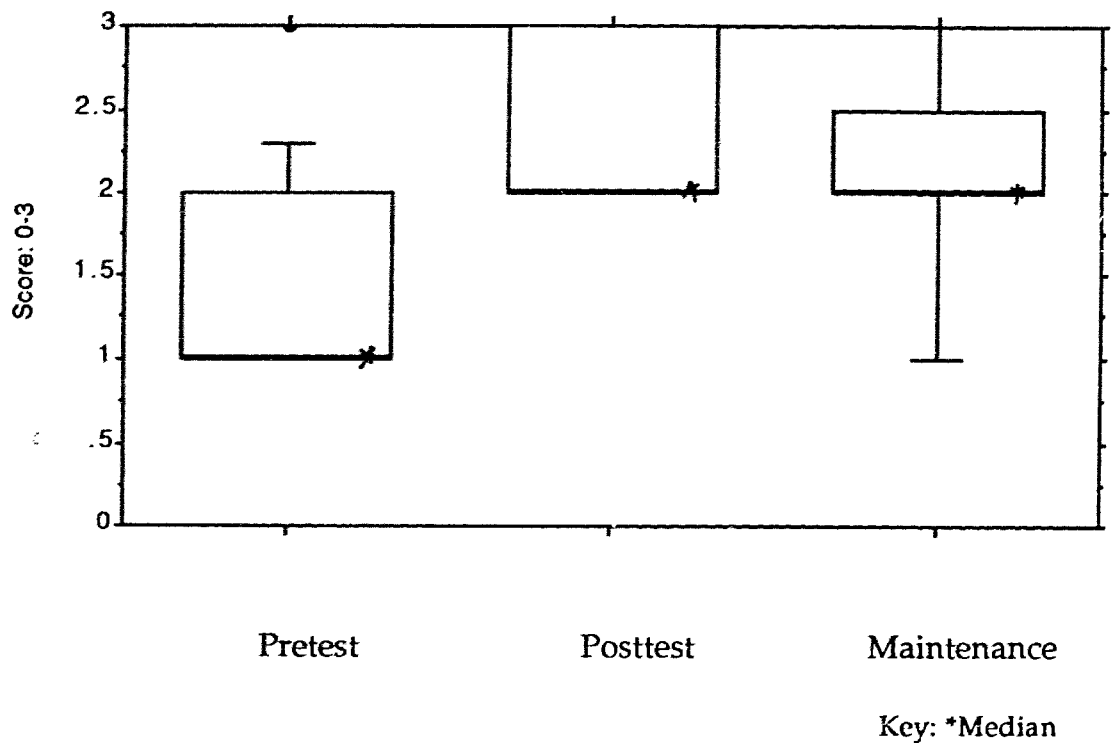 3
2.5
2
1.5
1
.5
0
Score: 0-3
Pretest
Posttest
Maintenance
Key: *Median